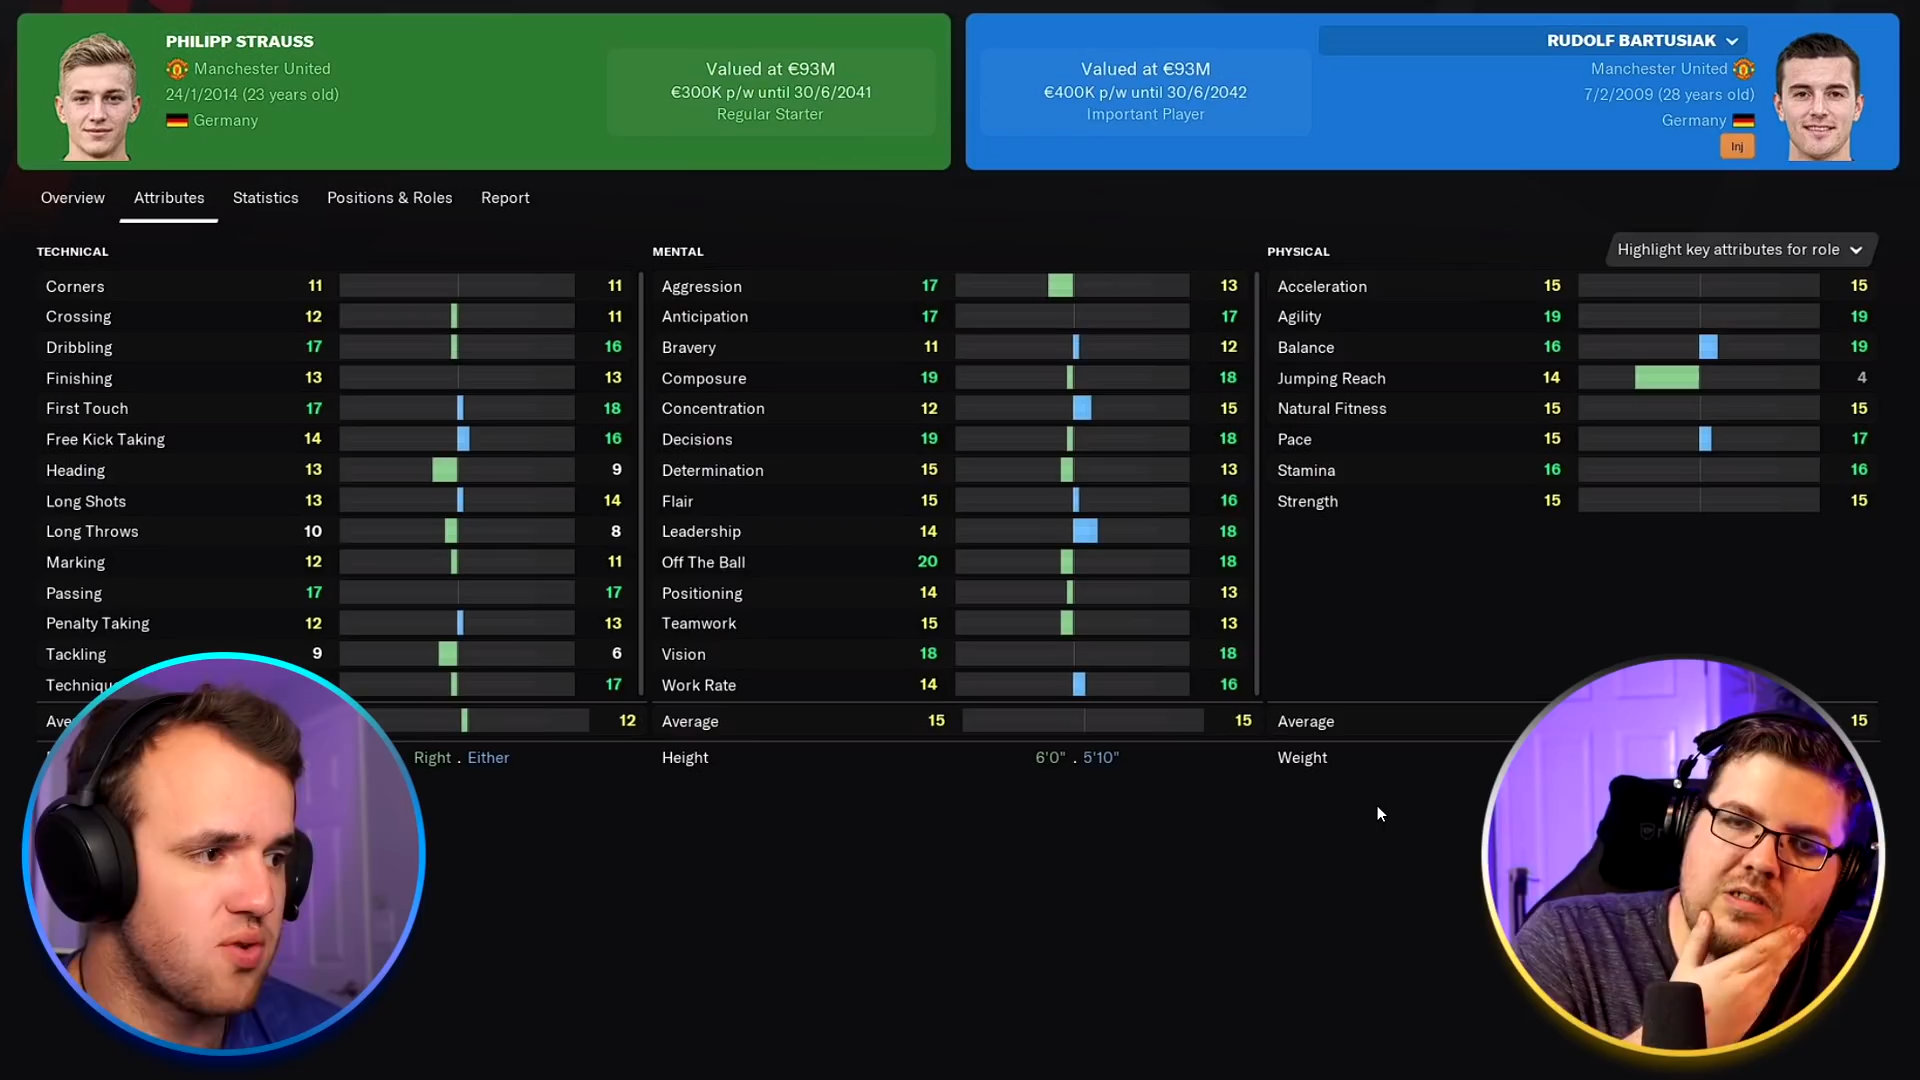 PHILIPP STRAUSS
Manchester United
24/1/2014 (23 years old)
Germany
Valued at €93M
€300K p/w until 30/6/2041
Regular Starter
Valued at €93M
€400K p/w until 30/6/2042
Important Player
RUDOLF BARTUSIAK
Manchester United
7/2/2009 (28 years old)
Germany
Inj
Overview Attributes Statistics Positions & Roles Report
Highlight key attributes for role
TECHNICAL
Corners 11 11
Crossing 12 11
Dribbling 17 16
Finishing 13 13
First Touch 17 18
Free Kick Taking 14 16
Heading 13 9
Long Shots 13 14
Long Throws 10 8
Marking 12 11
Passing 17 17
Penalty Taking 12 13
Tackling 9 6
Techniqu 17
Ave 12
Right . Either
MENTAL
Aggression 17 13
Anticipation 17 17
Bravery 11 12
Composure 19 18
Concentration 12 15
Decisions 19 18
Determination 15 13
Flair 15 16
Leadership 14 18
Off The Ball 20 18
Positioning 14 13
Teamwork 15 13
Vision 18 18
Work Rate 14 16
Average 15 15
Height 6'0" . 5'10"
PHYSICAL
Acceleration 15 15
Agility 19 19
Balance 16 19
Jumping Reach 14 4
Natural Fitness 15 15
Pace 15 17
Stamina 16 16
Strength 15 15
Average 15
Weight